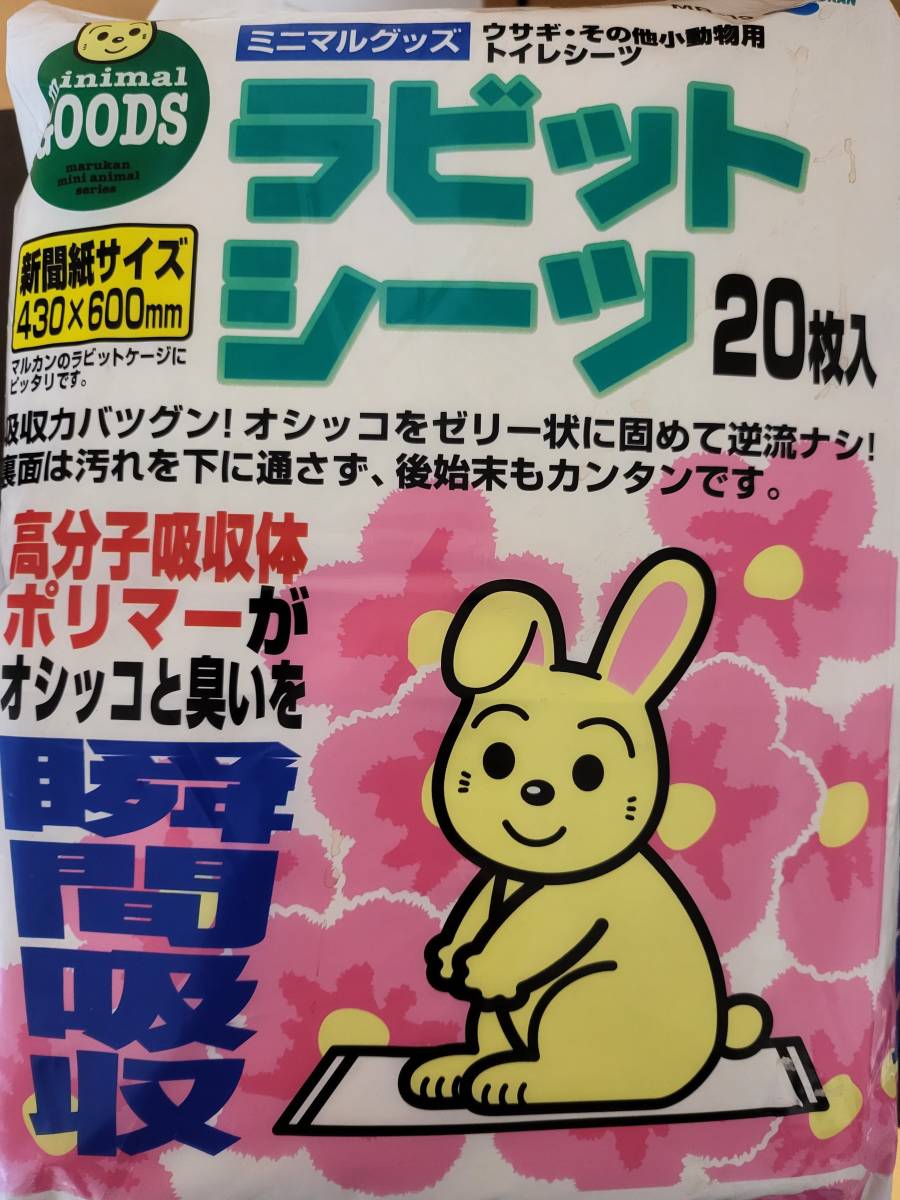 minimal
GOODS
marukan
mini animal
series
ミニマルグッズ
ウサギ・その他小動物用
トイレシーツ
ラビット
シーツ
20枚入
新聞紙サイズ
430×600mm
マルカンのラビットケージに
ピッタリです。
吸収力バツグン!オシッコをゼリー状に固めて逆流ナシ!
裏面は汚れを下に通さず、後始末もカンタンです。
高分子吸収体
ポリマーが
オシッコと臭いを
瞬間吸収